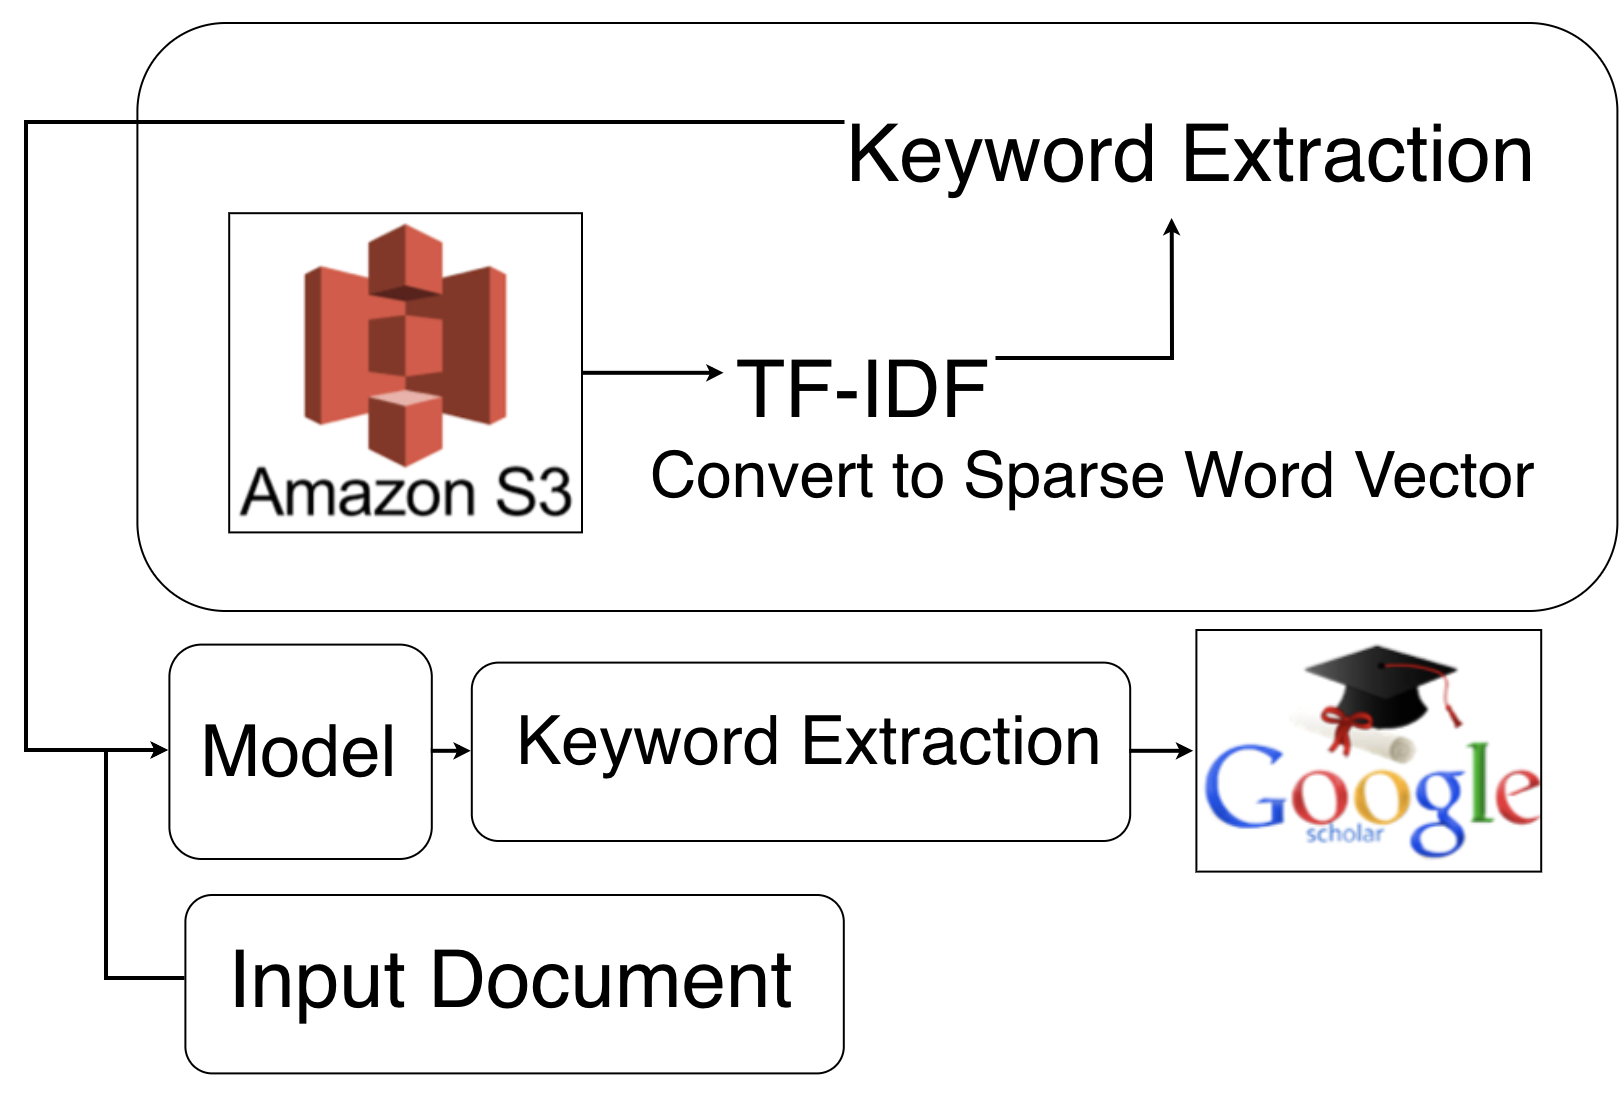 Keyword Extraction
Amazon S3
TF-IDF
Convert to Sparse Word Vector
Model
Keyword Extraction
Google
scholar
Input Document